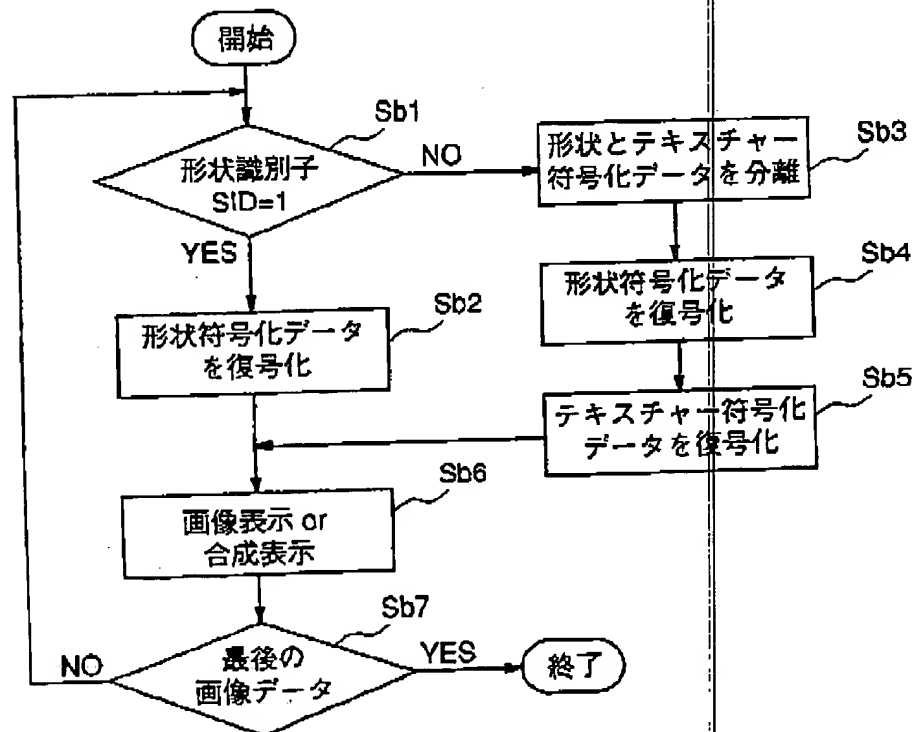 開始
Sb1
形状識別子
SID=1
NO
YES
Sb3
形状とテキスチャー
符号化データを分離
Sb4
形状符号化データ
を復号化
Sb2
形状符号化データ
を復号化
Sb5
テキスチャー符号化
データを復号化
Sb6
画像表示 or
合成表示
Sb7
最後の
画像データ
NO
YES
終了